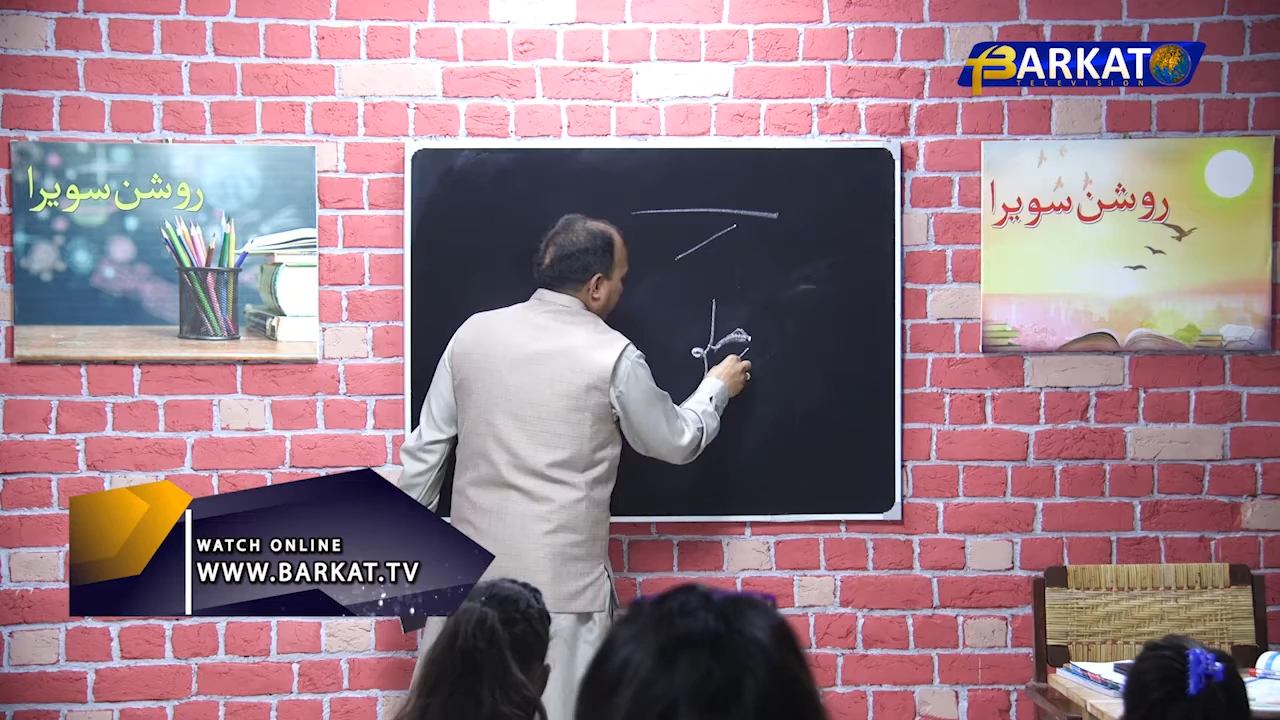 BARKAT
TELEVISION
روشن سویرا
روشن سویرا
WATCH ONLINE
WWW.BARKAT.TV